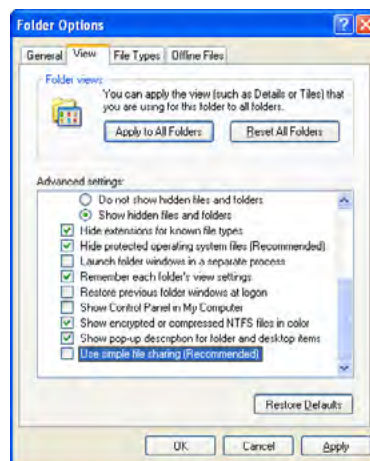 Folder Options
General View File Types Offline Files
Folder views
You can apply the view (such as Details or Tiles) that
you are using for this folder to all folders.
Apply to All Folders Reset All Folders
Advanced settings:
Do not show hidden files and folders
Show hidden files and folders
Hide extensions for known file types
Hide protected operating system files (Recommended)
Launch folder windows in a separate process
Remember each folder's view settings
Restore previous folder windows at logon
Show Control Panel in My Computer
Show encrypted or compressed NTFS files in color
Show pop-up description for folder and desktop items
Use simple file sharing (Recommended)
Restore Defaults
OK Cancel Apply